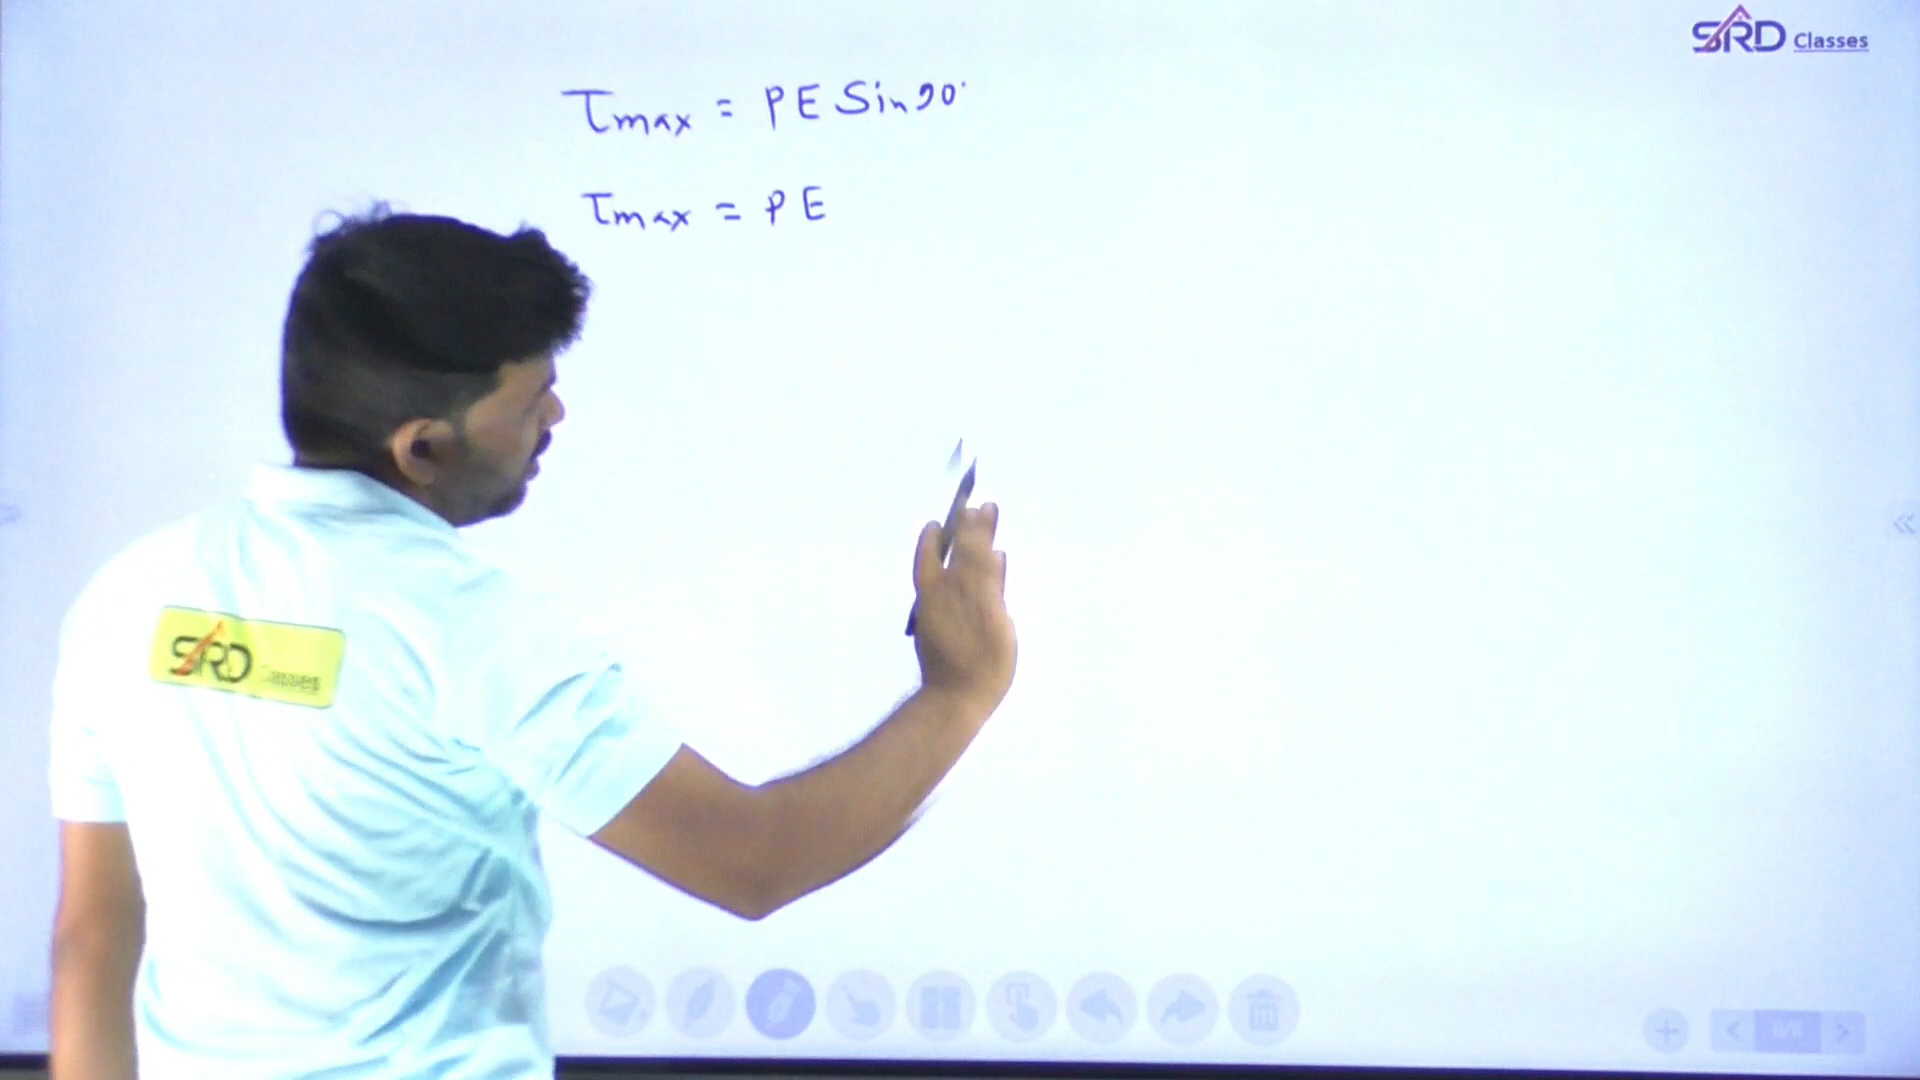 SRD Classes
τmax = PE Sin90°
τmax = PE
SRD